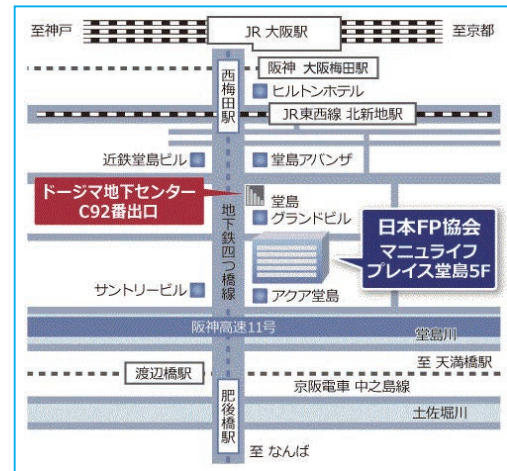 JR 大阪駅
至神戸
至京都
阪神 大阪梅田駅
西梅田駅
ヒルトンホテル
JR東西線 北新地駅
近鉄堂島ビル
堂島アバンザ
ドージマ地下センター
C92番出口
堂島
グランドビル
地下鉄四つ橋線
日本FP協会
マニュライフ
プレイス堂島5F
サントリービル
アクア堂島
阪神高速11号
堂島川
至 天満橋駅
渡辺橋駅
京阪電車 中之島線
肥後橋駅
土佐堀川
至 なんば